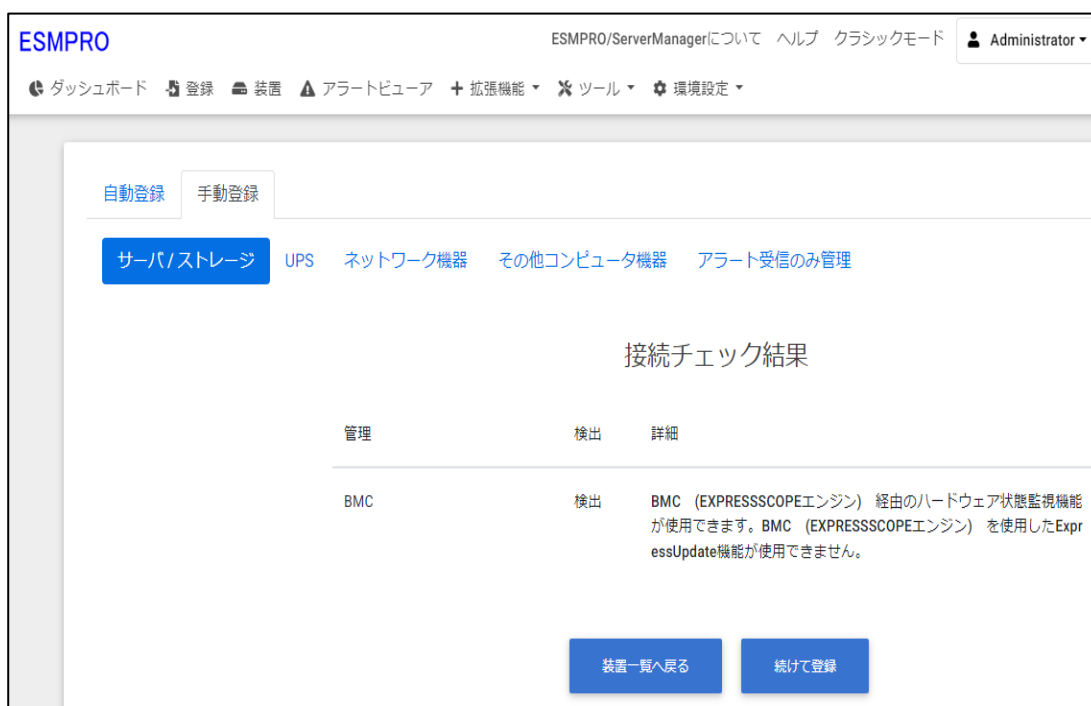 ESMPRO
ESMPRO/ServerManagerについて ヘルプ クラシックモード Administrator
ダッシュボード 登録 装置 アラートビューア 拡張機能 ツール 環境設定
自動登録 手動登録
サーバ / ストレージ UPS ネットワーク機器 その他コンピュータ機器 アラート受信のみ管理
接続チェック結果
管理 検出 詳細
BMC 検出 BMC (EXPRESSSCOPEエンジン) 経由のハードウェア状態監視機能
が使用できます。BMC (EXPRESSSCOPEエンジン) を使用したExpr
essUpdate機能が使用できません。
装置一覧へ戻る 続けて登録